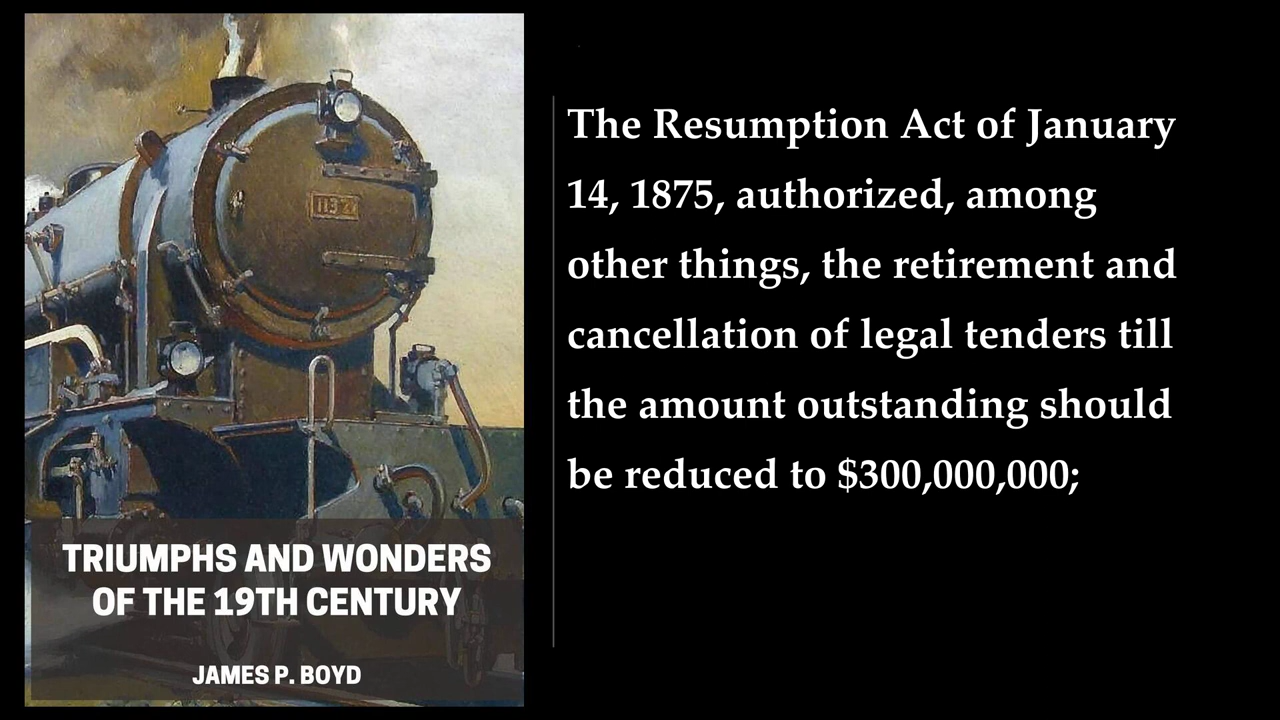 TRIUMPHS AND WONDERS
OF THE 19TH CENTURY
JAMES P. BOYD
The Resumption Act of January
14, 1875, authorized, among
other things, the retirement and
cancellation of legal tenders till
the amount outstanding should
be reduced to $300,000,000;